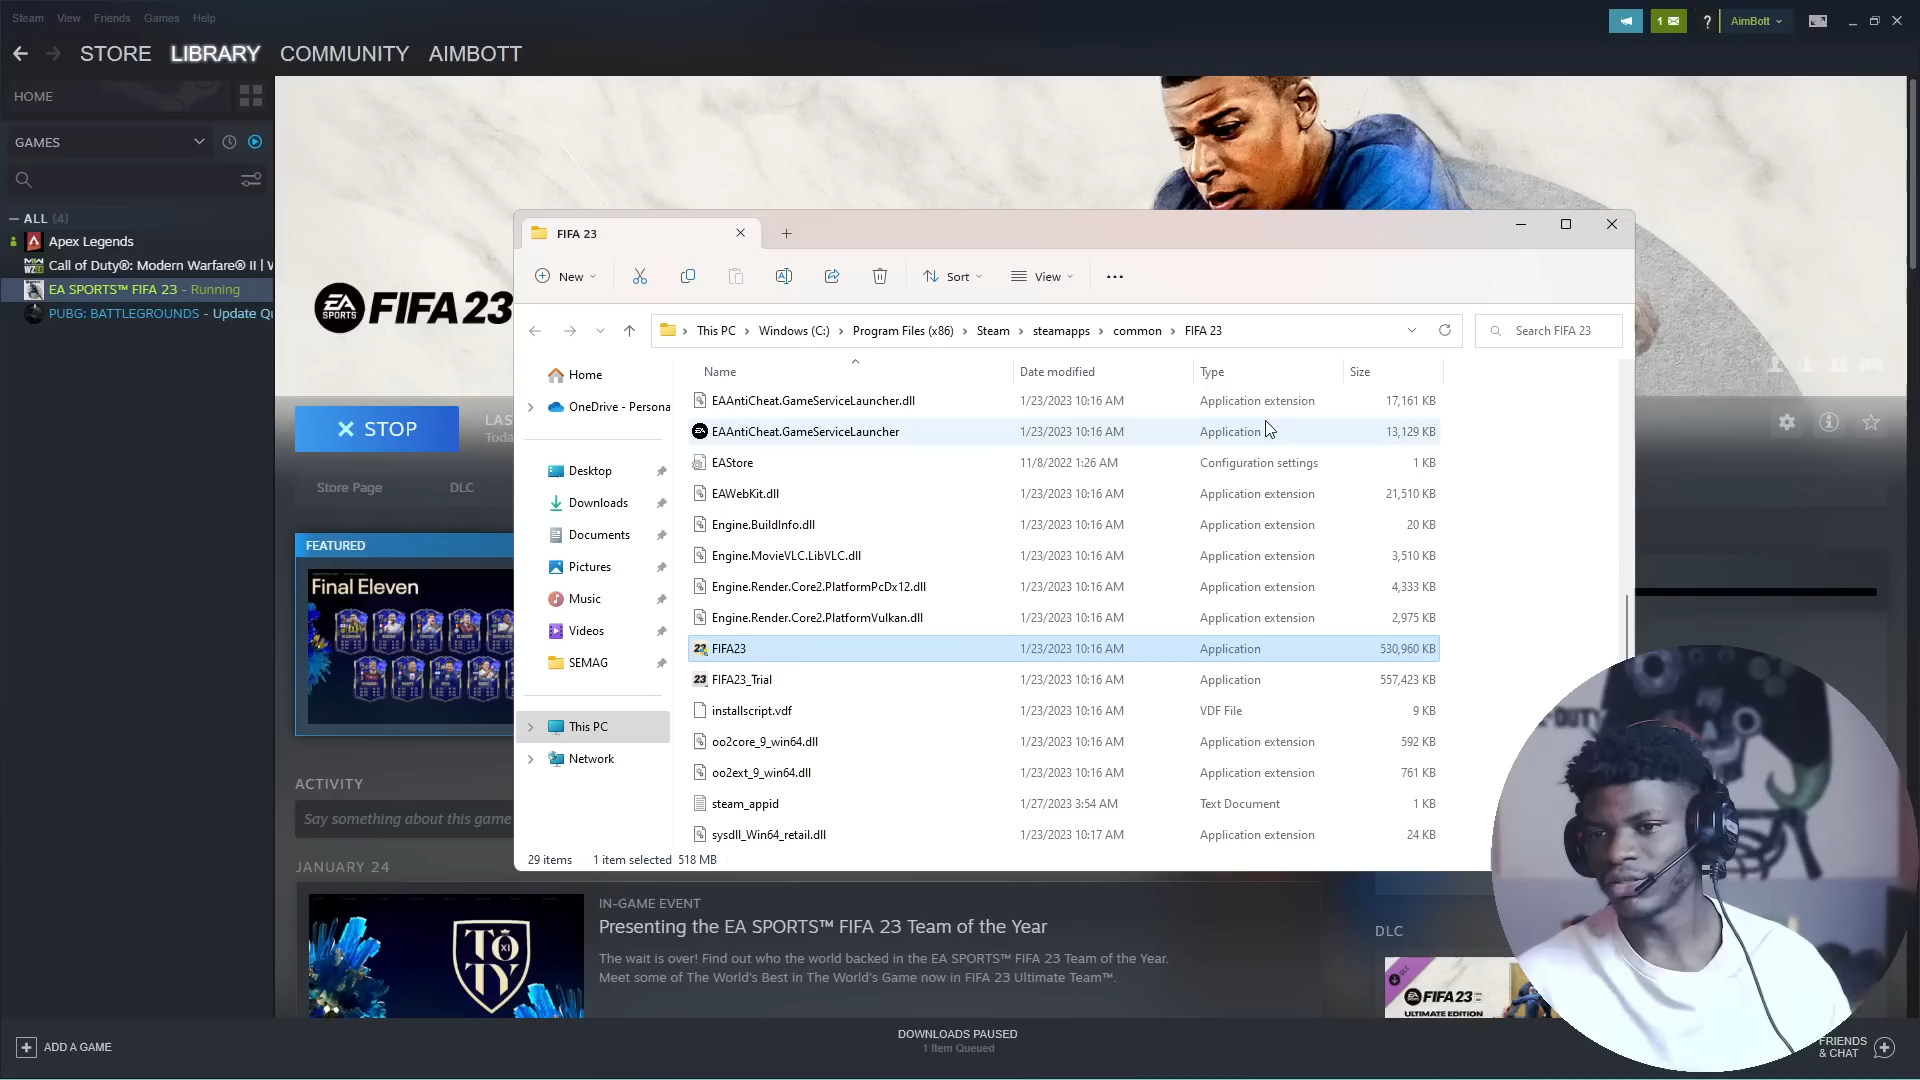 Steam View Friends Games Help
1 ? AimBott
STORE LIBRARY COMMUNITY AIMBOTT
HOME
GAMES
ALL (4)
Apex Legends
Call of Duty®: Modern Warfare® II | W
EA SPORTS™ FIFA 23 - Running
PUBG: BATTLEGROUNDS - Update Qu
EA SPORTS FIFA 23
STOP
LAS
Toda
Store Page DLC
FEATURED
Final Eleven
ACTIVITY
Say something about this game
JANUARY 24
FIFA 23
New Sort View
This PC Windows (C:) Program Files (x86) Steam steamapps common FIFA 23 Search FIFA 23
Home
OneDrive - Persona
Desktop
Downloads
Documents
Pictures
Music
Videos
SEMAG
This PC
Network
Name Date modified Type Size
EAAntiCheat.GameServiceLauncher.dll 1/23/2023 10:16 AM Application extension 17,161 KB
EAAntiCheat.GameServiceLauncher 1/23/2023 10:16 AM Application 13,129 KB
EAStore 11/8/2022 1:26 AM Configuration settings 1 KB
EAWebKit.dll 1/23/2023 10:16 AM Application extension 21,510 KB
Engine.BuildInfo.dll 1/23/2023 10:16 AM Application extension 20 KB
Engine.MovieVLC.LibVLC.dll 1/23/2023 10:16 AM Application extension 3,510 KB
Engine.Render.Core2.PlatformPcDx12.dll 1/23/2023 10:16 AM Application extension 4,333 KB
Engine.Render.Core2.PlatformVulkan.dll 1/23/2023 10:16 AM Application extension 2,975 KB
FIFA23 1/23/2023 10:16 AM Application 530,960 KB
23 FIFA23_Trial 1/23/2023 10:16 AM Application 557,423 KB
installscript.vdf 1/23/2023 10:16 AM VDF File 9 KB
oo2core_9_win64.dll 1/23/2023 10:16 AM Application extension 592 KB
oo2ext_9_win64.dll 1/23/2023 10:16 AM Application extension 761 KB
steam_appid 1/27/2023 3:54 AM Text Document 1 KB
sysdll_Win64_retail.dll 1/23/2023 10:17 AM Application extension 24 KB
29 items 1 item selected 518 MB
TOTY XI
IN-GAME EVENT
Presenting the EA SPORTS™ FIFA 23 Team of the Year
The wait is over! Find out who the world backed in the EA SPORTS™ FIFA 23 Team of the Year.
Meet some of The World's Best in The World's Game now in FIFA 23 Ultimate Team™.
DLC
DLC
FIFA23
ULTIMATE EDITION
ADD A GAME
DOWNLOADS PAUSED
1 Item Queued
FRIENDS
& CHAT